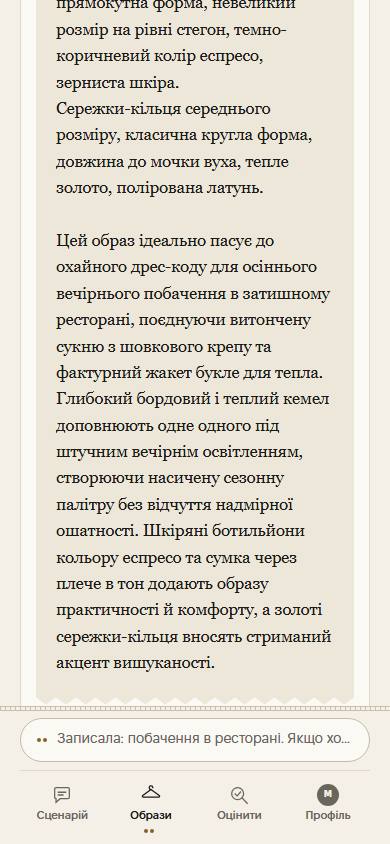 прямокутна форма, невеликий
розмір на рівні стегон, темно-
коричневий колір еспресо,
зерниста шкіра.
Сережки-кільця середнього
розміру, класична кругла форма,
довжина до мочки вуха, тепле
золото, полірована латунь.
Цей образ ідеально пасує до
охайного дрес-коду для осіннього
вечірнього побачення в затишному
ресторані, поєднуючи витончену
сукню з шовкового крепу та
фактурний жакет букле для тепла.
Глибокий бордовий і теплий кемел
доповнюють одне одного під
штучним вечірнім освітленням,
створюючи насичену сезонну
палітру без відчуття надмірної
ошатності. Шкіряні ботильйони
кольору еспресо та сумка через
плече в тон додають образу
практичності й комфорту, а золоті
сережки-кільця вносять стриманий
акцент вишуканості.
Записала: побачення в ресторані. Якщо хо...
Сценарій
Образи
Оцінити
М
Профіль